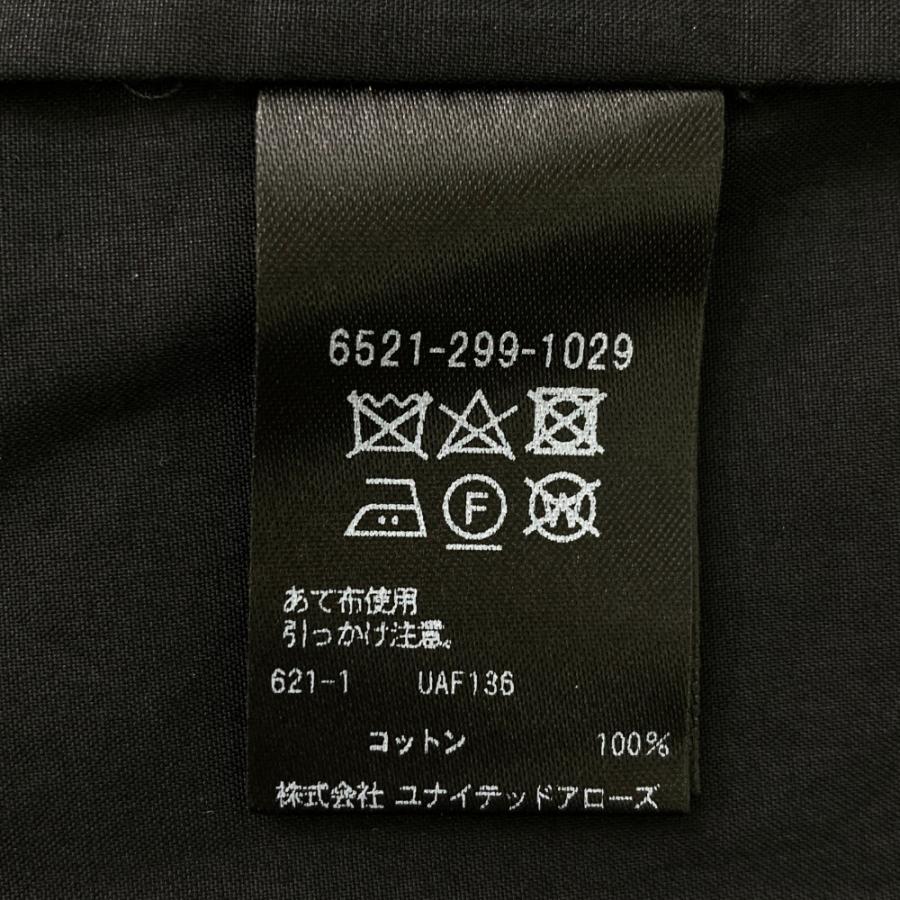 6521-299-1029
F
W
あて布使用
引っかけ注意。
621-1 UAF136
コットン 100%
株式会社 ユナイテッドアローズ